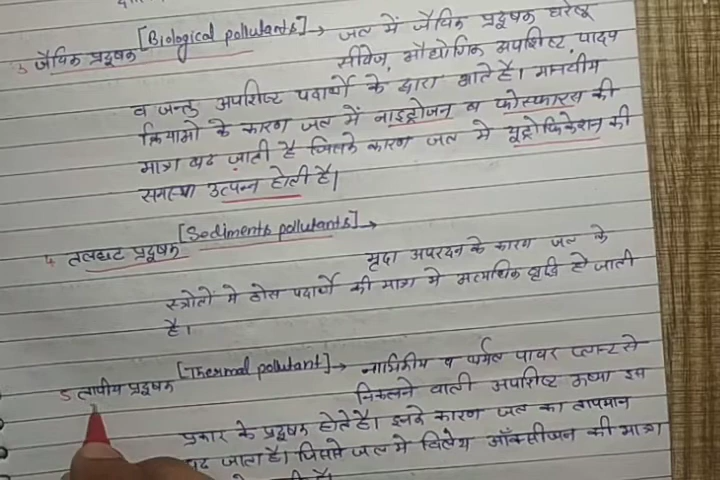 3 जैविक प्रदूषक [Biological pollutants] → जल में जैविक प्रदूषक घरेलू
सीवेज, औद्योगिक अपशिष्ट, पादप
व जन्तु अपशिष्ट पदार्थो के द्वारा आते है। मानवीय
क्रियाओ के कारण जल में नाइट्रोजन व फोस्फोरस की
मात्रा बढ जाती है जिसके कारण जल मे यूट्रोफिकेशन की
समस्या उत्पन्न होती है।
4 तलछट प्रदूषक [Sediments pollutants] →
मृदा अपरदन के कारण जल के
स्त्रोतों मे ठोस पदार्थो की मात्रा मे अत्यधिक वृद्धि हो जाती
है।
5 तापीय प्रदूषक [Thermal pollutant] → नाभिकीय व थर्मल पावर प्लान्ट से
निकलने वाली अपशिष्ट ऊष्मा इस
प्रकार के प्रदूषक होते है। इनके कारण जल का तापमान
बढ जाता है। जिससे जल मे विलेय ऑक्सीजन की मात्रा